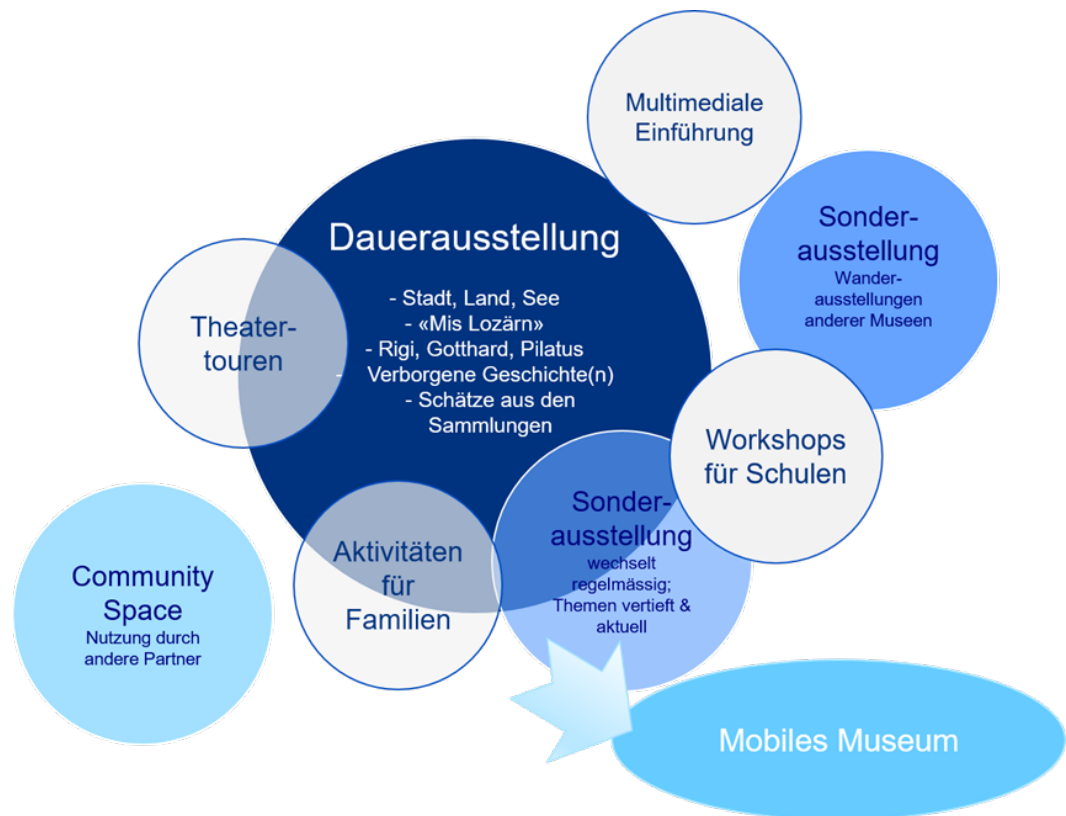 Multimediale
Einführung
Sonder-
ausstellung
Wander-
ausstellungen
anderer Museen
Dauerausstellung
- Stadt, Land, See
- «Mis Lozärn»
- Rigi, Gotthard, Pilatus
- Verborgene Geschichte(n)
- Schätze aus den
Sammlungen
Theater-
touren
Workshops
für Schulen
Sonder-
ausstellung
wechselt
regelmässig;
Themen vertieft &
aktuell
Aktivitäten
für
Familien
Community
Space
Nutzung durch
andere Partner
Mobiles Museum